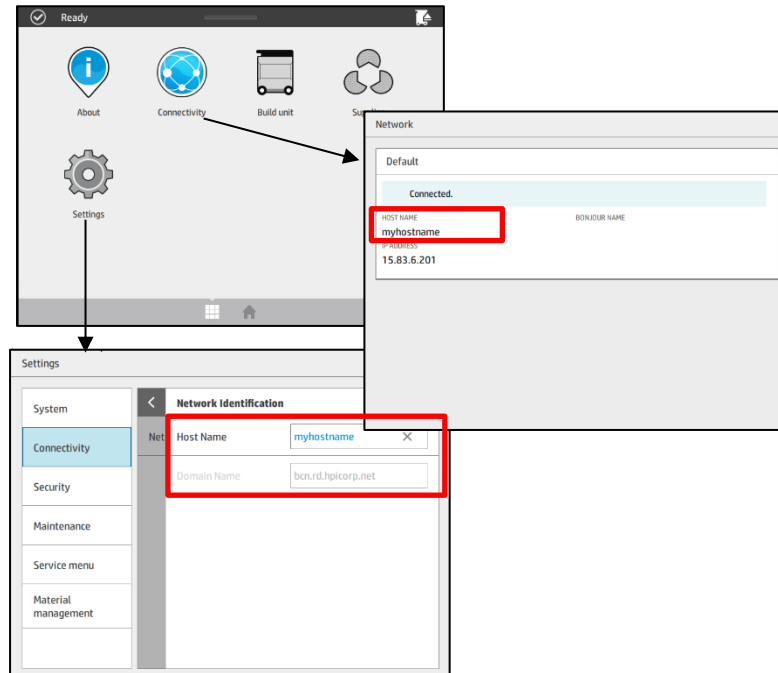 Ready
About
Connectivity
Build unit
Settings
Network
Default
Connected.
HOST NAME
BONJOUR NAME
myhostname
IP ADDRESS
15.83.6.201
Settings
System
Connectivity
Security
Maintenance
Service menu
Material
management
Network Identification
Net
Host Name
myhostname
Domain Name
bcn.rd.hpicorp.net